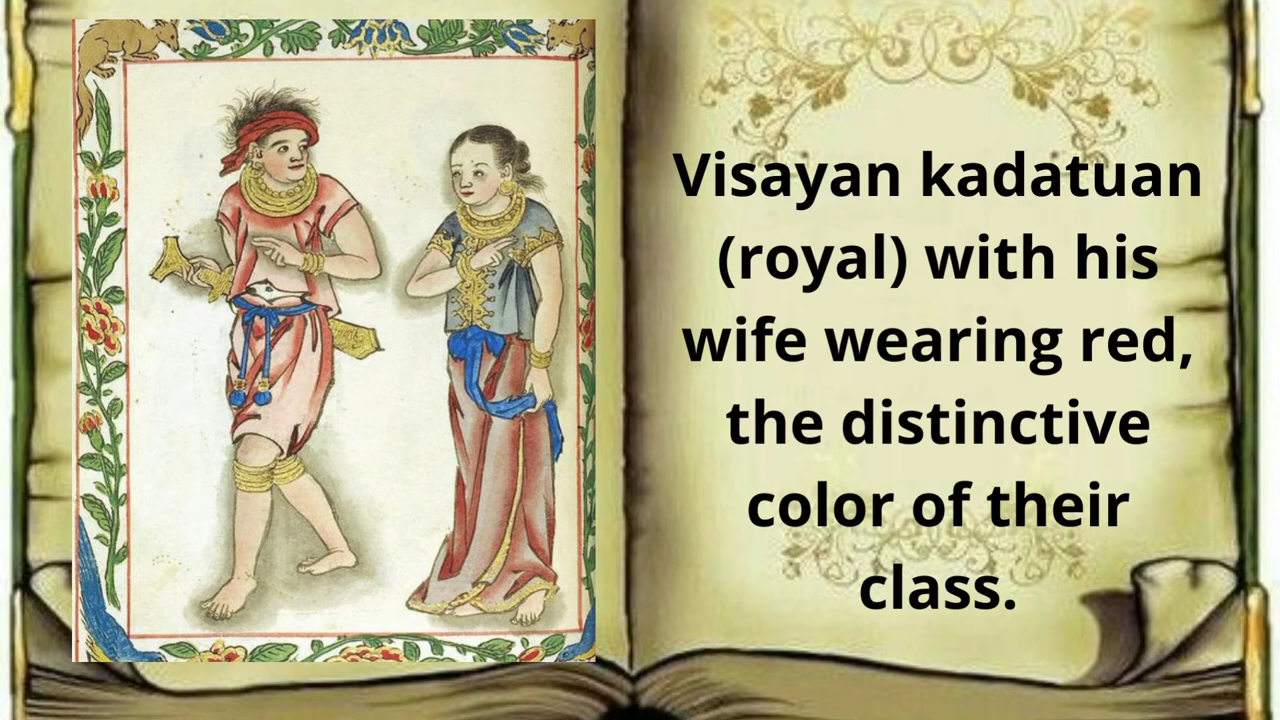 Visayan kadatuan
(royal) with his
wife wearing red,
the distinctive
color of their
class.